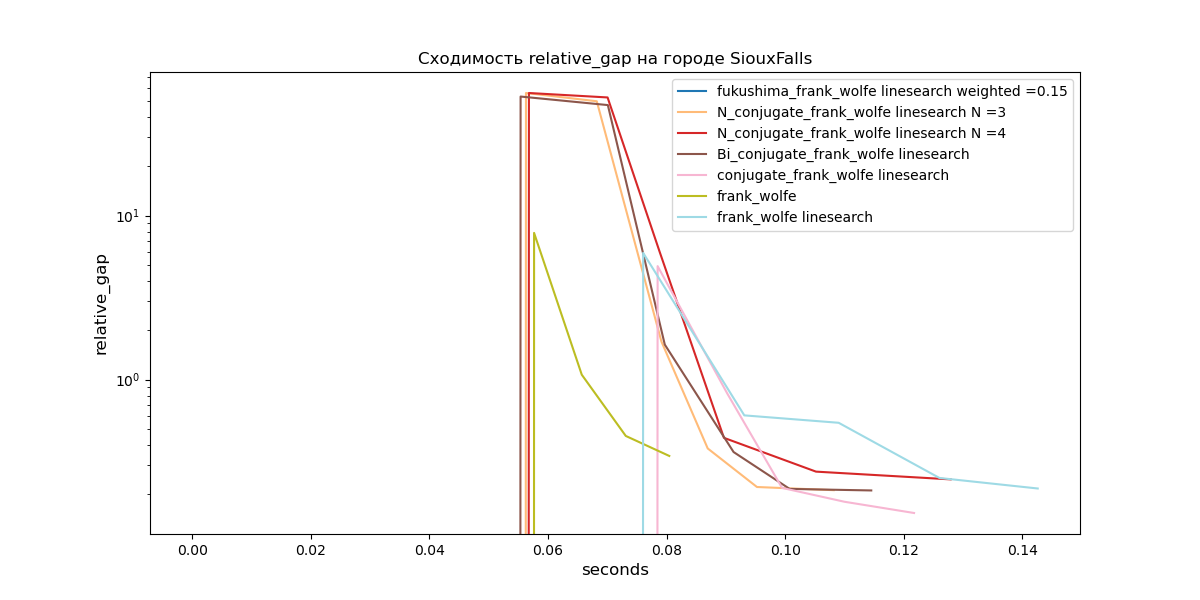 Сходимость relative_gap на городе SiouxFalls
fukushima_frank_wolfe linesearch weighted =0.15
N_conjugate_frank_wolfe linesearch N =3
N_conjugate_frank_wolfe linesearch N =4
Bi_conjugate_frank_wolfe linesearch
conjugate_frank_wolfe linesearch
frank_wolfe
frank_wolfe linesearch
relative_gap
10¹
10⁰
0.00 0.02 0.04 0.06 0.08 0.10 0.12 0.14
seconds